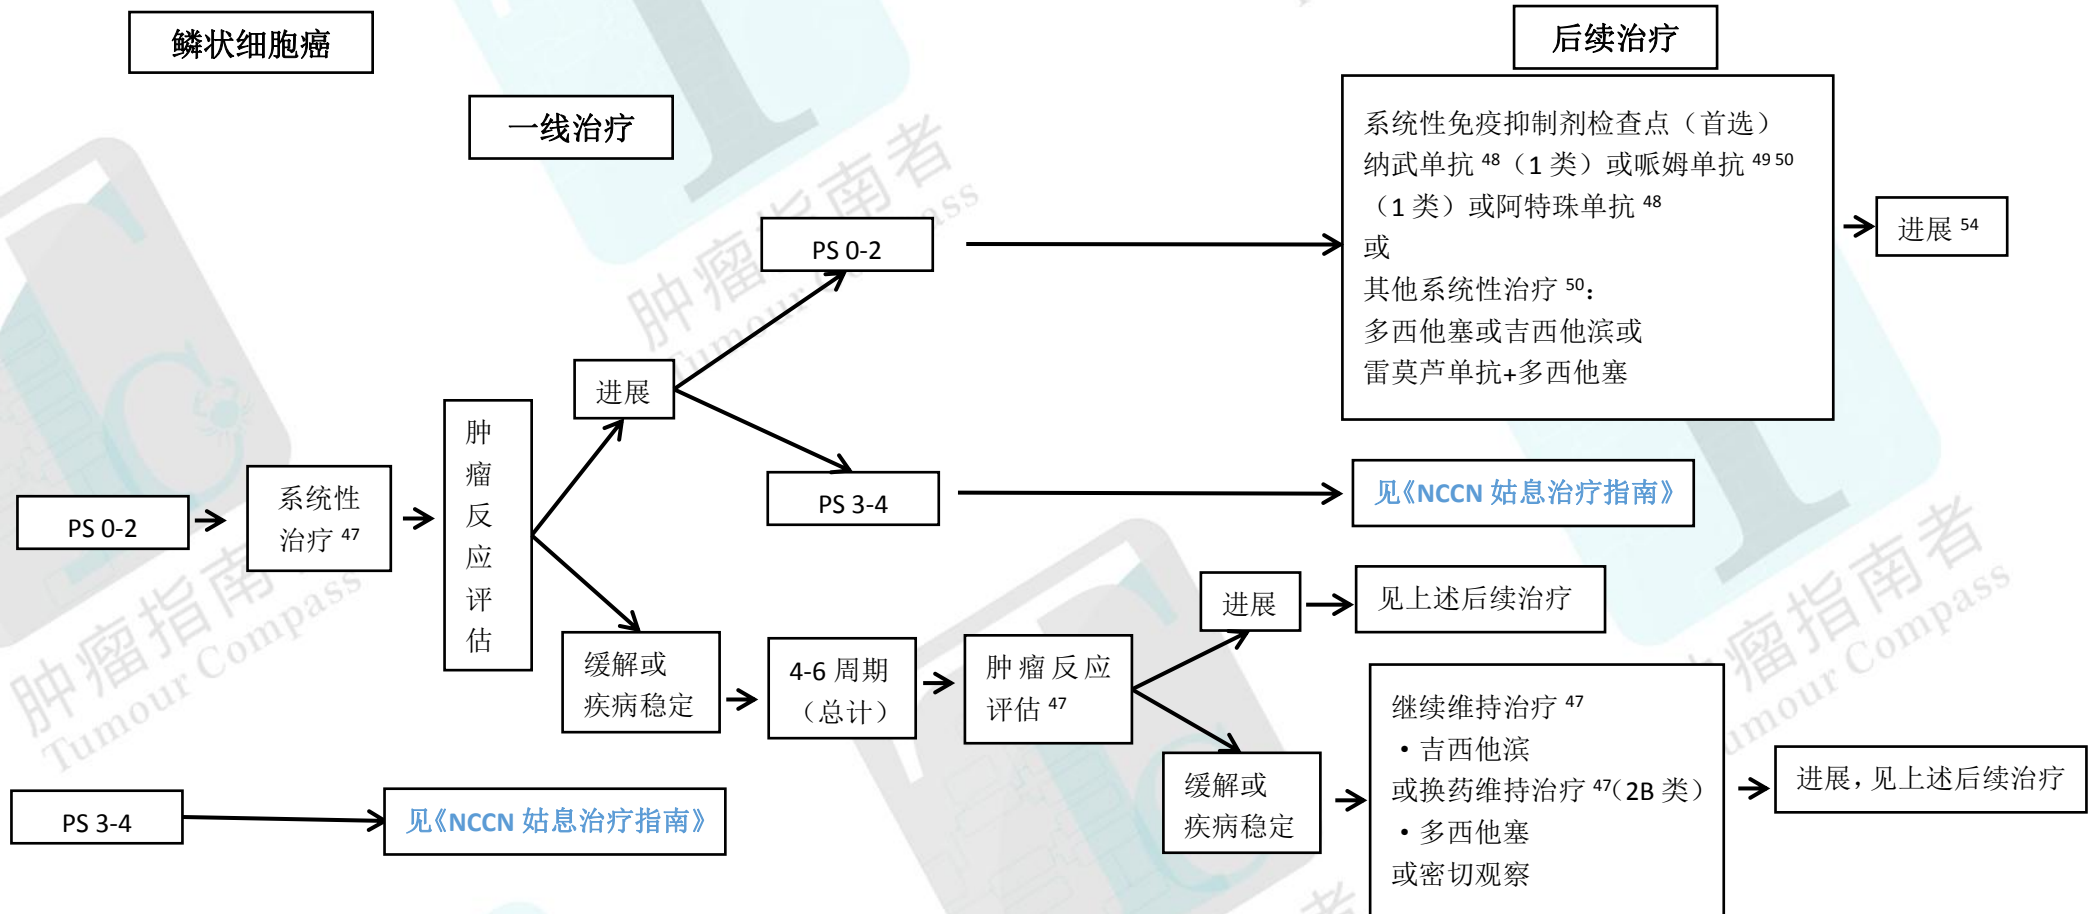 鳞状细胞癌
后续治疗
一线治疗
系统性免疫抑制剂检查点（首选）
纳武单抗 48（1 类）或哌姆单抗 49 50
（1 类）或阿特珠单抗 48
或
其他系统性治疗 50：
多西他塞或吉西他滨或
雷莫芦单抗+多西他塞
进展 54
PS 0-2
进展
PS 3-4
见《NCCN 姑息治疗指南》
PS 0-2
系统性
治疗 47
肿
瘤
反
应
评
估
缓解或
疾病稳定
4-6 周期
（总计）
肿瘤反应
评估 47
进展
见上述后续治疗
缓解或
疾病稳定
继续维持治疗 47
・吉西他滨
或换药维持治疗 47（2B 类）
・多西他塞
或密切观察
进展，见上述后续治疗
PS 3-4
见《NCCN 姑息治疗指南》
肿瘤指南者
Tumour Compass